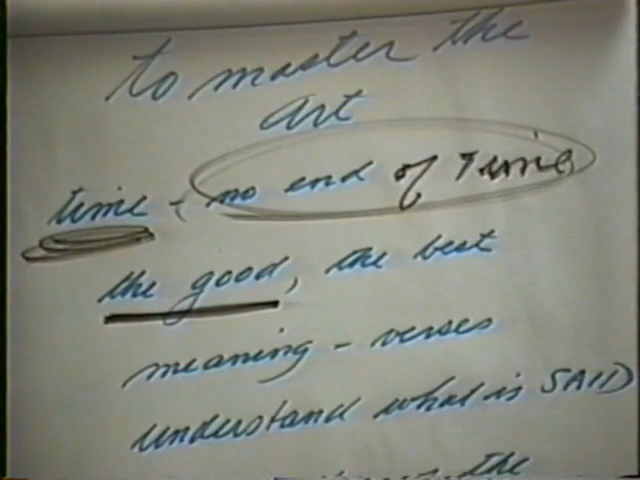 to master the
art
time - no end of Time
the good, the best
meaning - verses
understand what is SAID
the